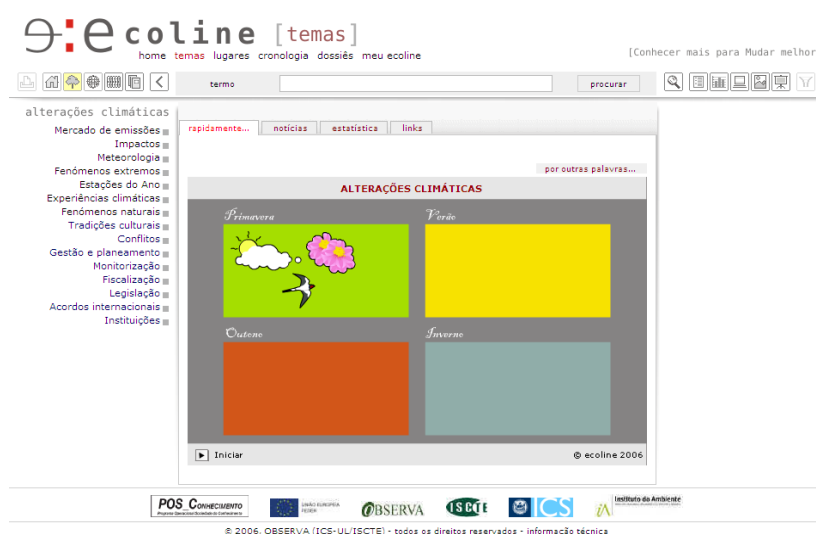 ecoline [temas]
home temas lugares cronologia dossiês meu ecoline
[Conhecer mais para Mudar melhor
termo
procurar
alterações climáticas
Mercado de emissões
Impactos
Meteorologia
Fenómenos extremos
Estações do Ano
Experiências climáticas
Fenómenos naturais
Tradições culturais
Conflitos
Gestão e planeamento
Monitorização
Fiscalização
Legislação
Acordos internacionais
Instituições
rapidamente... notícias estatística links
por outras palavras...
ALTERAÇÕES CLIMÁTICAS
Primavera Verão
Outono Inverno
Iniciar
© ecoline 2006
POS_Conhecimento
UNIÃO EUROPEIA
FEDER
OBSERVA
ISCTE
ICS
Instituto do Ambiente
© 2006, OBSERVA (ICS-UL/ISCTE) - todos os direitos reservados - informação técnica